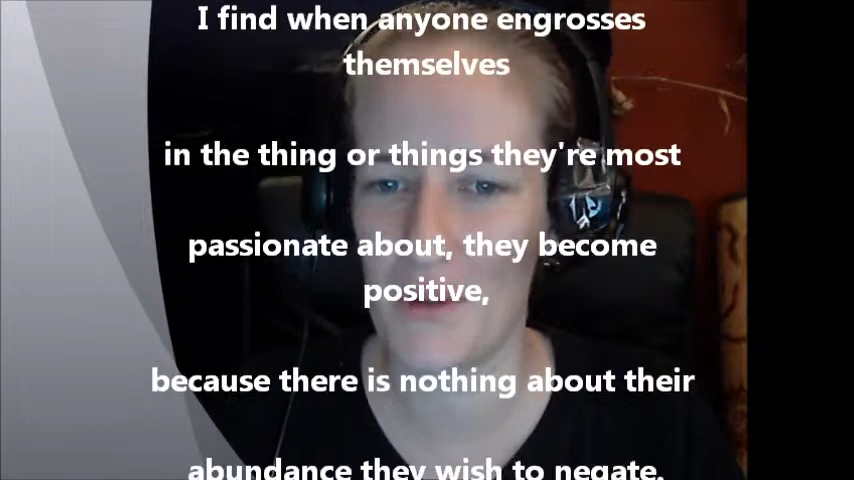 I find when anyone engrosses
themselves
in the thing or things they're most
passionate about, they become
positive,
because there is nothing about their
abundance they wish to negate.